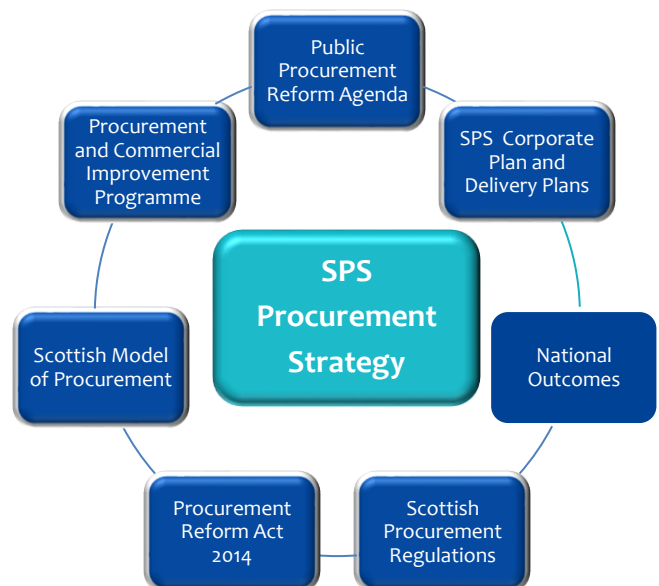 Public
Procurement
Reform Agenda
SPS Corporate
Plan and
Delivery Plans
National
Outcomes
Scottish
Procurement
Regulations
Procurement
Reform Act
2014
Scottish Model
of Procurement
Procurement
and Commercial
Improvement
Programme
SPS
Procurement
Strategy